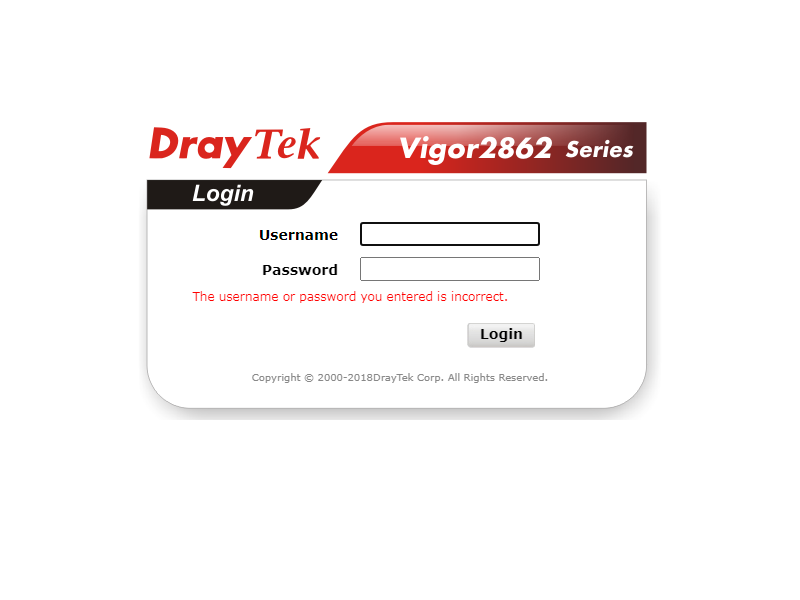 DrayTek Vigor2862 Series
Login
Username
Password
The username or password you entered is incorrect.
Login
Copyright © 2000-2018DrayTek Corp. All Rights Reserved.